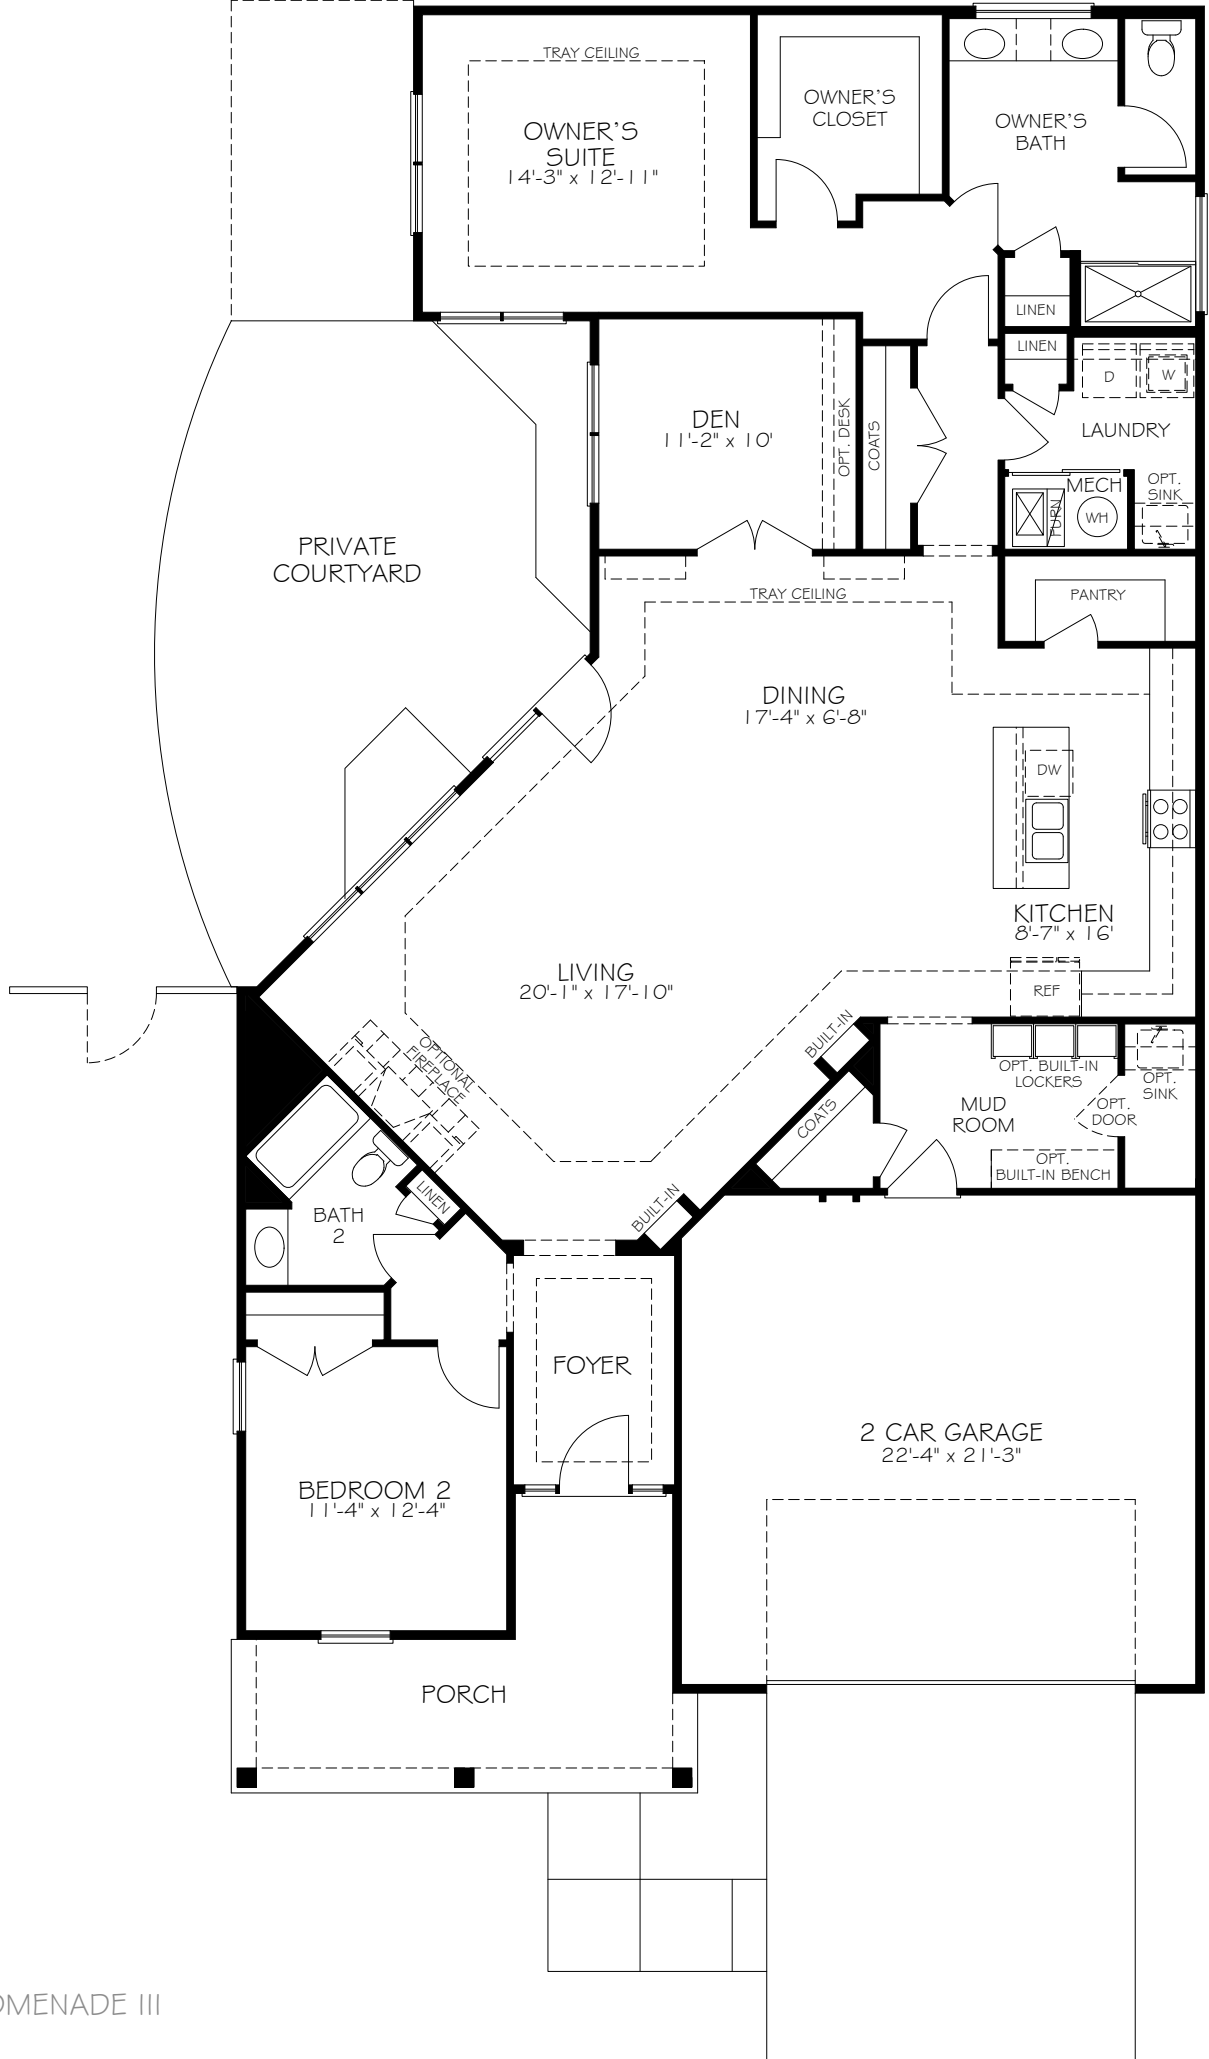 TRAY CEILING
OWNER'S
SUITE
14'-3" x 12'-11"
OWNER'S
CLOSET
OWNER'S
BATH
LINEN
LINEN
D
W
LAUNDRY
DEN
11'-2" x 10'
OPT. DESK
COATS
MECH
FURN
WH
OPT.
SINK
PRIVATE
COURTYARD
TRAY CEILING
PANTRY
DINING
17'-4" x 6'-8"
DW
KITCHEN
8'-7" x 16'
REF
LIVING
20'-1" x 17'-10"
OPTIONAL
FIREPLACE
BUILT-IN
OPT. BUILT-IN
LOCKERS
OPT.
SINK
MUD
ROOM
OPT.
DOOR
COATS
OPT.
BUILT-IN BENCH
LINEN
BATH
2
BUILT-IN
FOYER
2 CAR GARAGE
22'-4" x 21'-3"
BEDROOM 2
11'-4" x 12'-4"
PORCH
OMENADE III